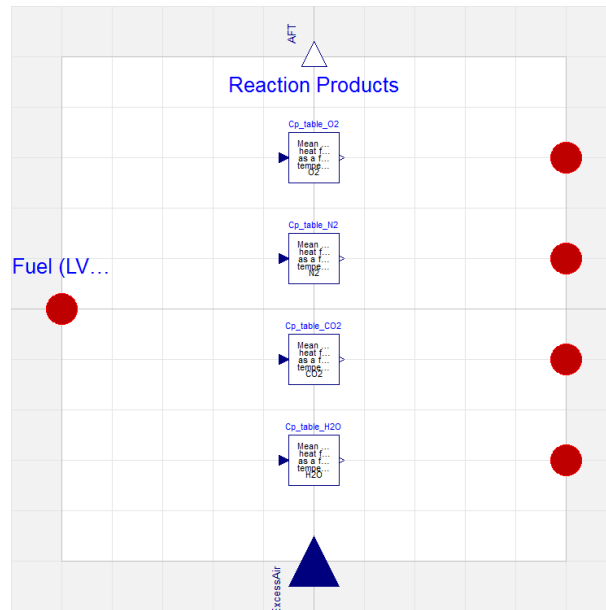 AFT
Reaction Products
Cp_table_O2
Mean ...
heat f...
as a f...
tempe...
O2
Cp_table_N2
Mean ...
heat f...
as a f...
tempe...
N2
Fuel (LV...
Cp_table_CO2
Mean ...
heat f...
as a f...
tempe...
CO2
Cp_table_H2O
Mean ...
heat f...
as a f...
tempe...
H2O
ExcessAir